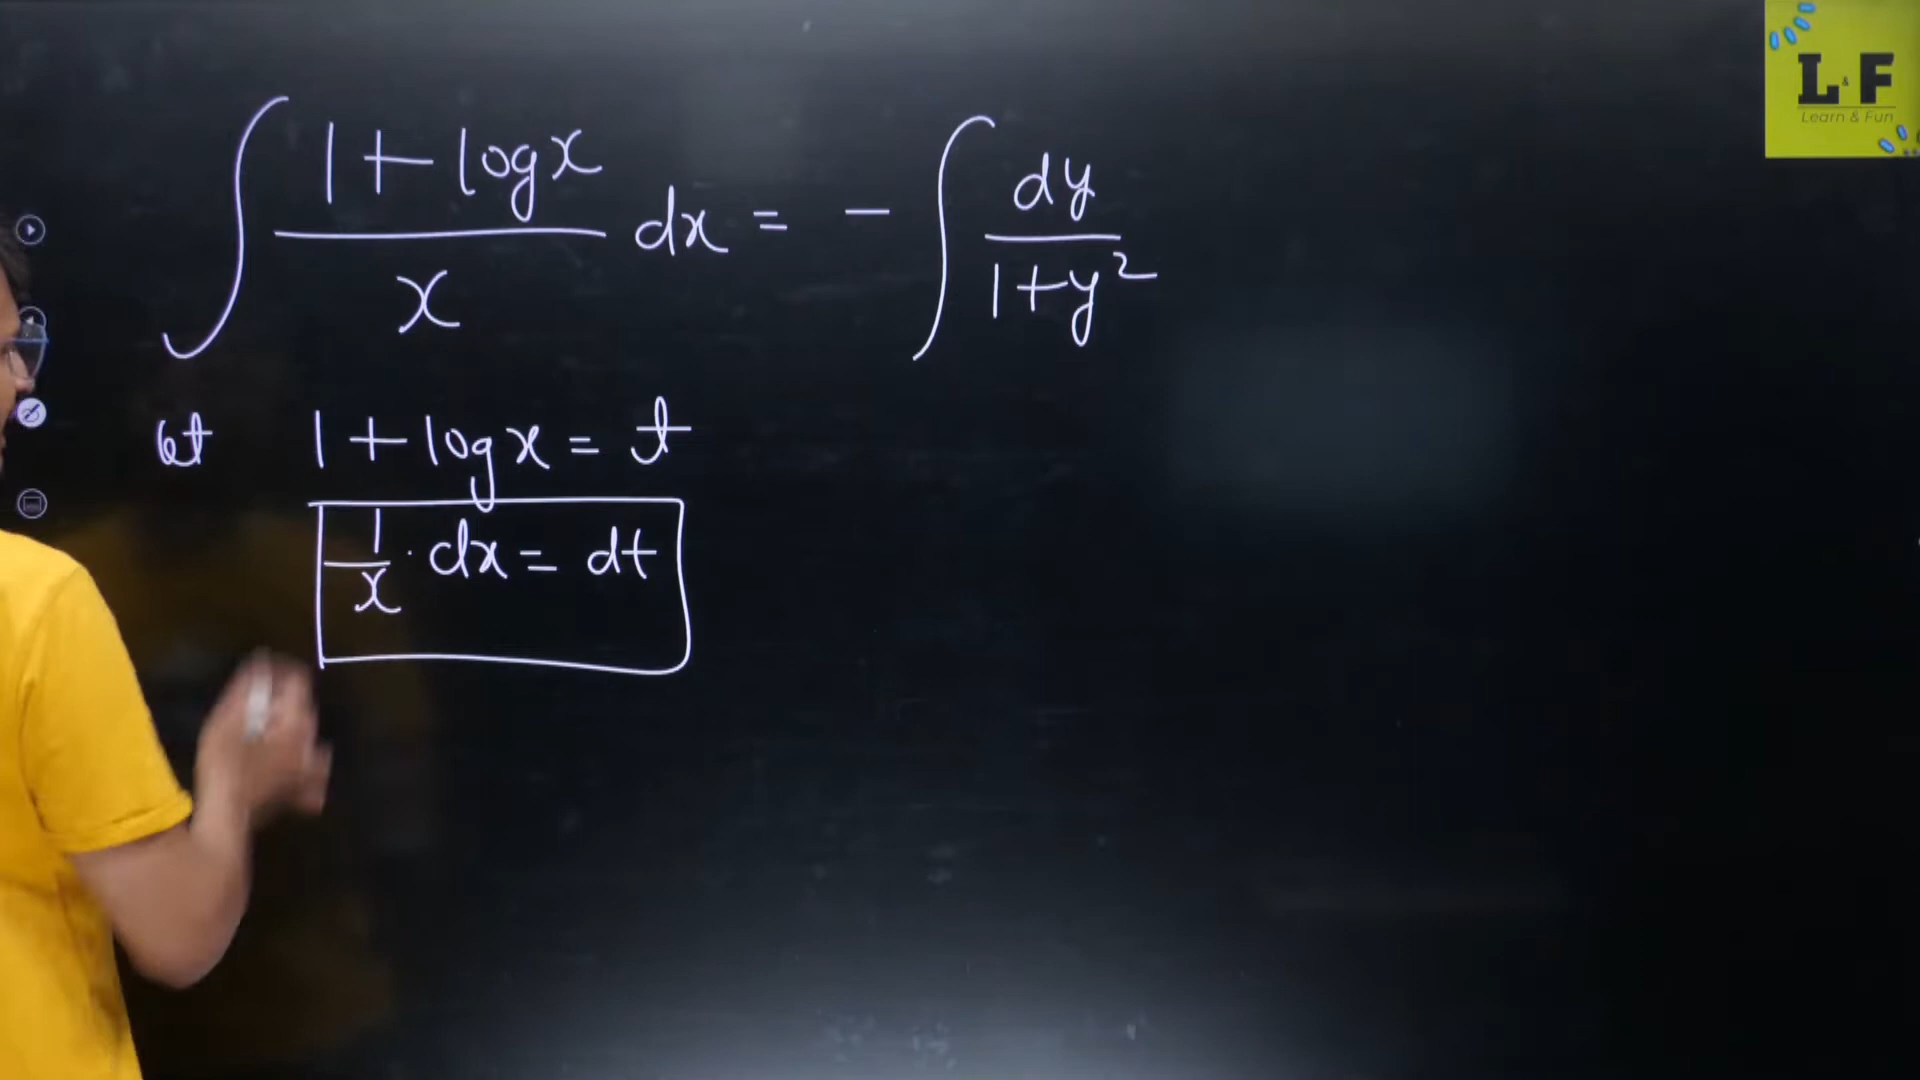 ∫ (1 + log x)/x dx = - ∫ dy/(1+y²)
let 1 + log x = t
1/x · dx = dt
L & F
Learn & Fun